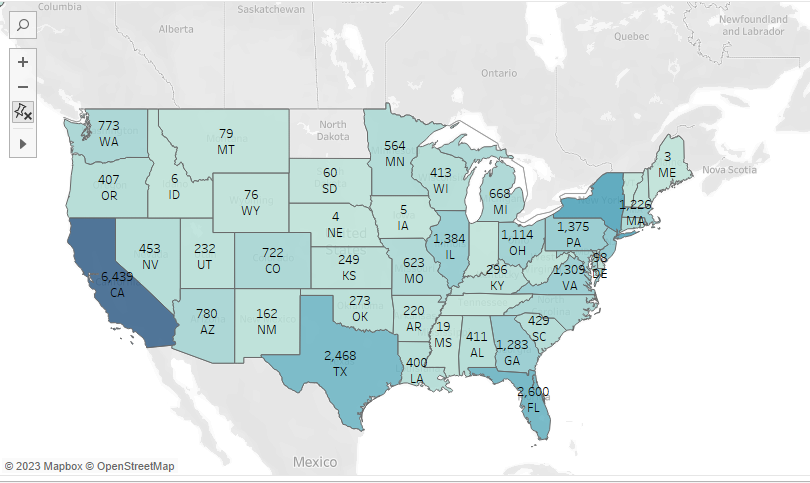 © 2023 Mapbox
Saskatchewan
Alberta
Newfoundland
and Labrador
Quebec
Ontario
North
Dakota
Nova Scotia
773
WA
79
MT
564
MN
3
ME
407
OR
6
ID
60
SD
413
WI
668
MI
76
WY
5
IA
1,226
MA
4
NE
1,384
IL
1,114
OH
1,375
PA
453
NV
232
UT
722
CO
249
KS
623
MO
58
DE
6,439
CA
296
KY
1,309
VA
780
AZ
162
NM
273
OK
220
AR
19
MS
411
AL
429
SC
1,283
GA
2,468
TX
400
LA
2,600
FL
Mexico
© 2023 Mapbox © OpenStreetMap